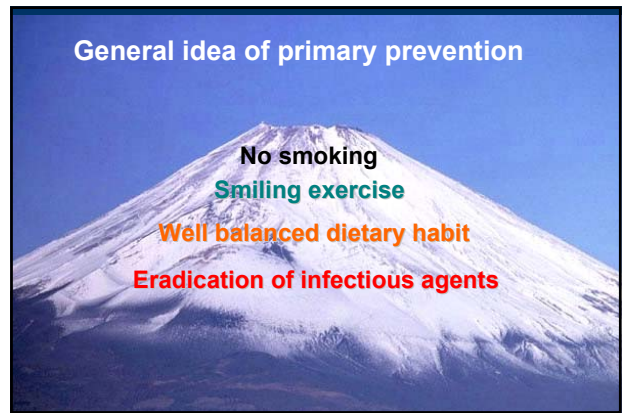 General idea of primary prevention
No smoking
Smiling exercise
Well balanced dietary habit
Eradication of infectious agents